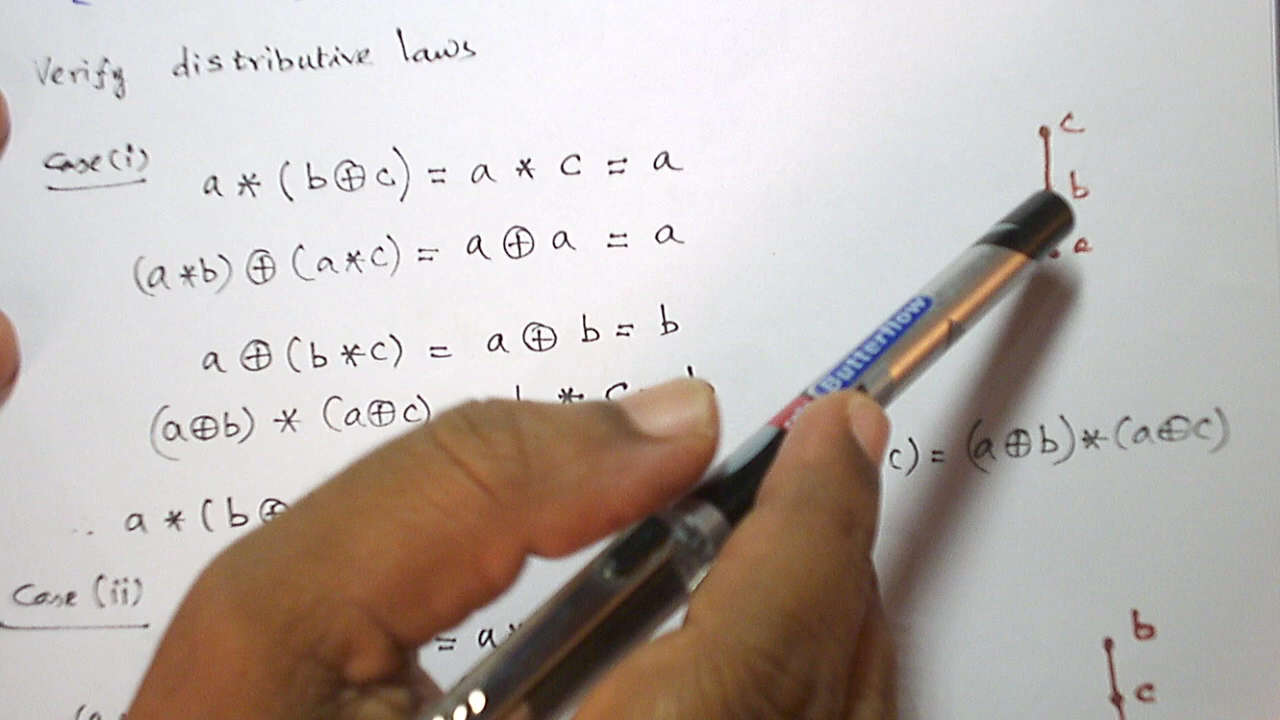 Verify distributive laws
Case (i) a * (b ⊕ c) = a * c = a
(a * b) ⊕ (a * c) = a ⊕ a = a
a ⊕ (b * c) = a ⊕ b = b
(a ⊕ b) * (a ⊕ c)
c) = (a ⊕ b) * (a ⊕ c)
a * (b ⊕
Case (ii)
= a *
c
b
a
Butterflow
b
c